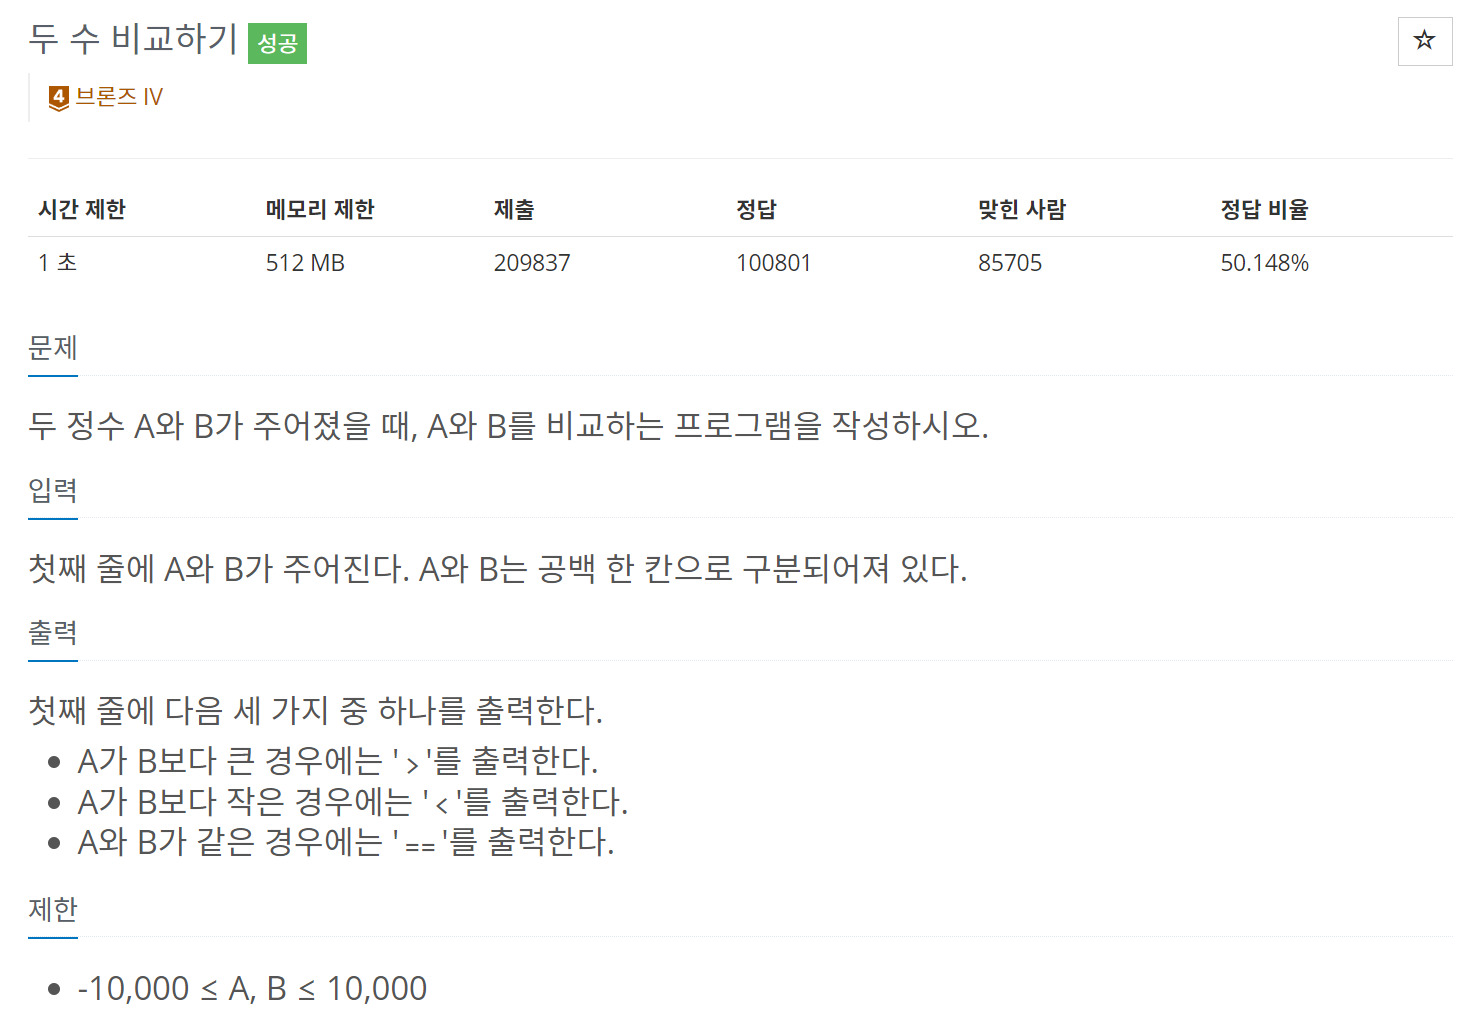 두 수 비교하기 성공
☆
4 브론즈 IV
시간 제한 메모리 제한 제출 정답 맞힌 사람 정답 비율
1 초 512 MB 209837 100801 85705 50.148%
문제
두 정수 A와 B가 주어졌을 때, A와 B를 비교하는 프로그램을 작성하시오.
입력
첫째 줄에 A와 B가 주어진다. A와 B는 공백 한 칸으로 구분되어져 있다.
출력
첫째 줄에 다음 세 가지 중 하나를 출력한다.
• A가 B보다 큰 경우에는 '>'를 출력한다.
• A가 B보다 작은 경우에는 '<'를 출력한다.
• A와 B가 같은 경우에는 '=='를 출력한다.
제한
• -10,000 ≤ A, B ≤ 10,000